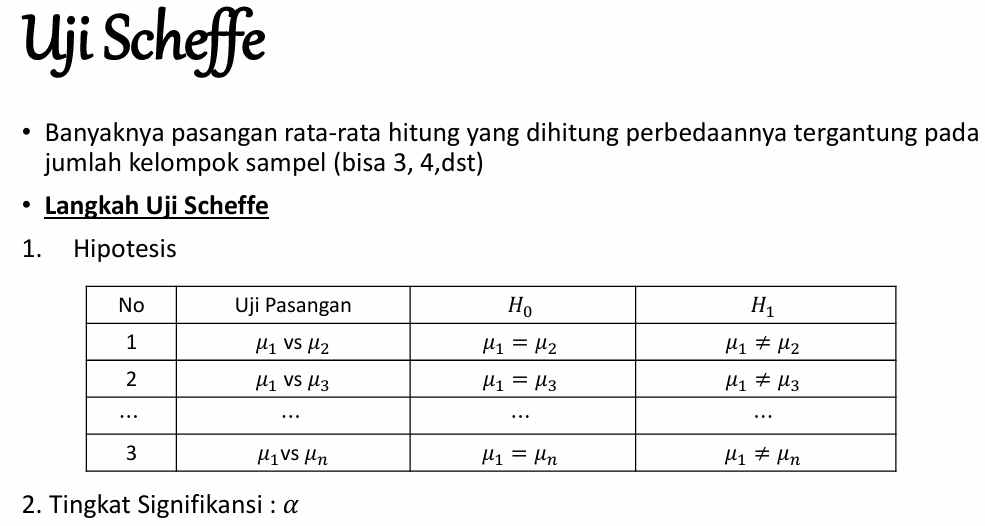 Uji Scheffe
• Banyaknya pasangan rata-rata hitung yang dihitung perbedaannya tergantung pada
jumlah kelompok sampel (bisa 3, 4,dst)
• Langkah Uji Scheffe
1. Hipotesis
No Uji Pasangan H₀ H₁
1 μ₁ vs μ₂ μ₁ = μ₂ μ₁ ≠ μ₂
2 μ₁ vs μ₃ μ₁ = μ₃ μ₁ ≠ μ₃
... ... ... ...
3 μ₁vs μₙ μ₁ = μₙ μ₁ ≠ μₙ
2. Tingkat Signifikansi : α